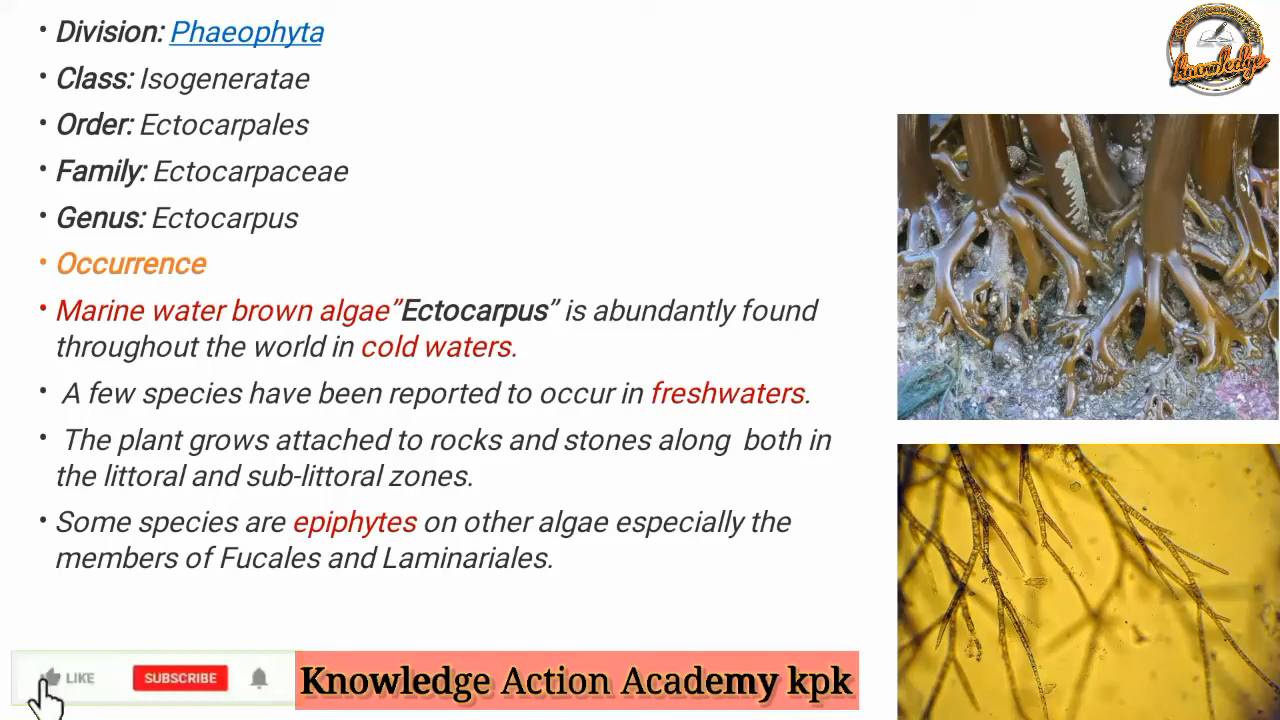 • Division: Phaeophyta
• Class: Isogeneratae
• Order: Ectocarpales
• Family: Ectocarpaceae
• Genus: Ectocarpus
• Occurrence
• Marine water brown algae”Ectocarpus” is abundantly found
throughout the world in cold waters.
• A few species have been reported to occur in freshwaters.
• The plant grows attached to rocks and stones along both in
the littoral and sub-littoral zones.
• Some species are epiphytes on other algae especially the
members of Fucales and Laminariales.
knowledge
LIKE SUBSCRIBE
Knowledge Action Academy kpk